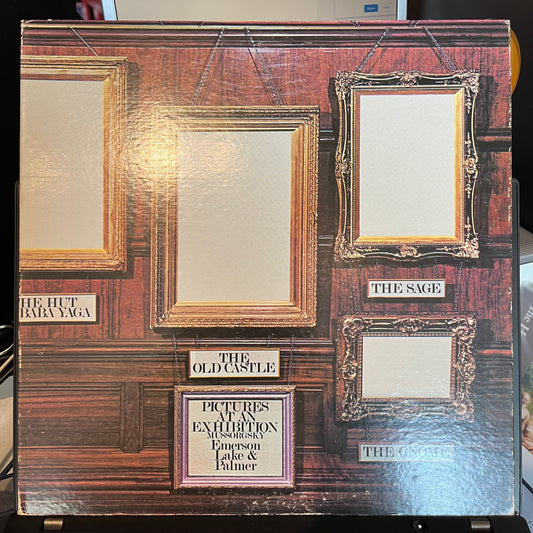 HE HUT
BABA YAGA
THE
OLD CASTLE
THE SAGE
PICTURES
AT AN
EXHIBITION
MUSSORGSKY
Emerson
Lake &
Palmer
THE GNOME